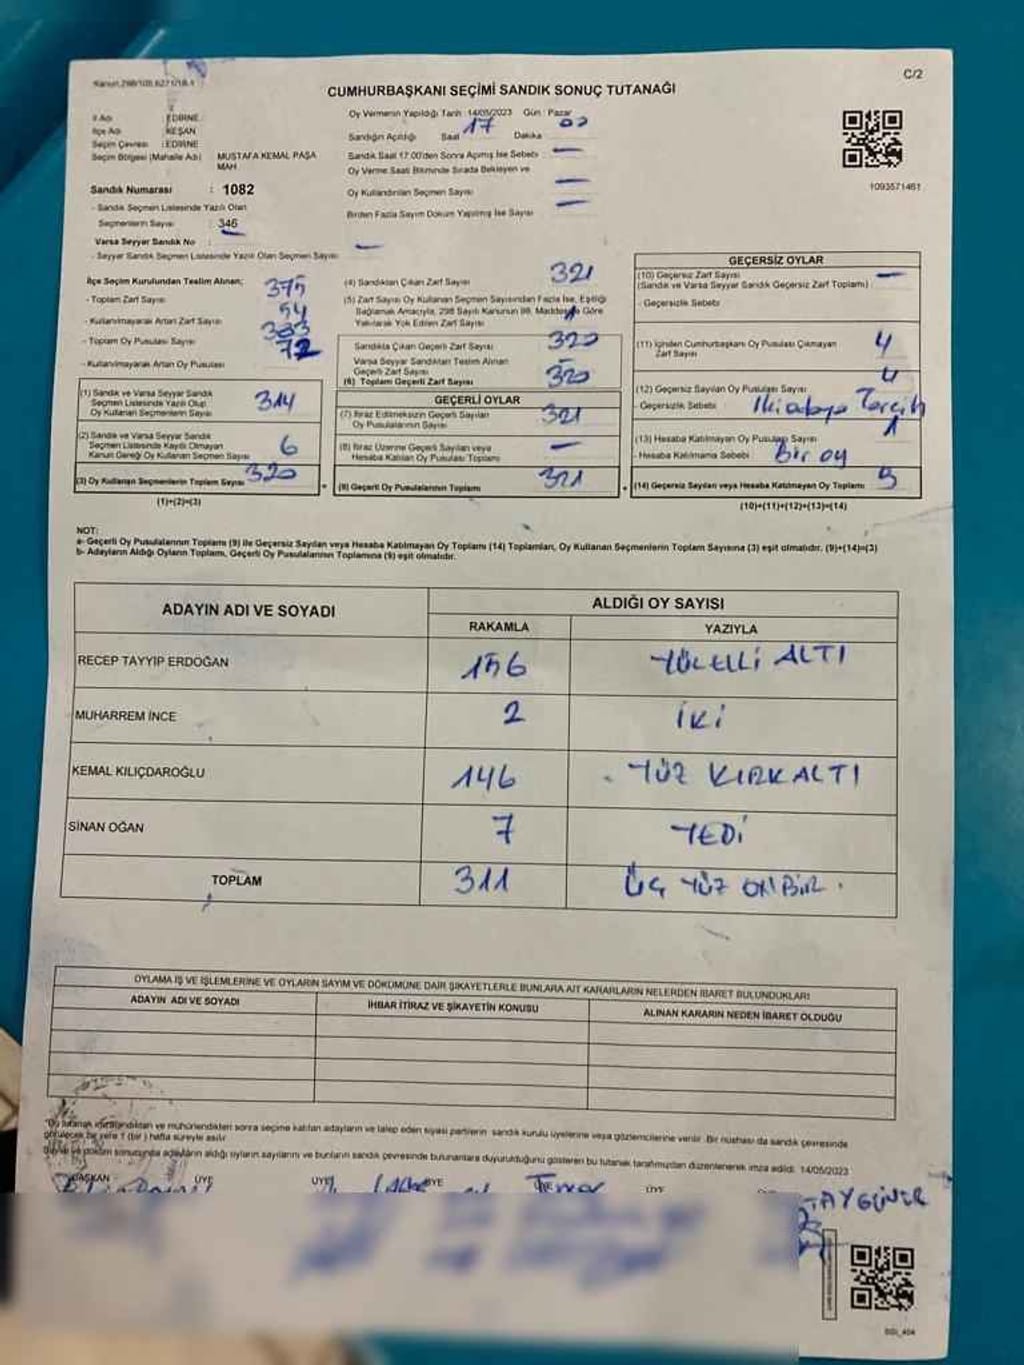 Kanun 298/105,6271/18-1
C/2
CUMHURBAŞKANI SEÇİMİ SANDIK SONUÇ TUTANAĞI
İl Adı : EDİRNE
İlçe Adı : KEŞAN
Seçim Çevresi : EDİRNE
Seçim Bölgesi (Mahalle Adı) : MUSTAFA KEMAL PAŞA MAH.
Sandık Numarası : 1082
- Sandık Seçmen Listesinde Yazılı Olan
Seçmenlerin Sayısı : 346
Varsa Seyyar Sandık No :
- Seyyar Sandık Seçmen Listesinde Yazılı Olan Seçmen Sayısı: —
Oy Vermenin Yapıldığı Tarih : 14/05/2023 Gün : Pazar
Sandığın Açıldığı Saat 17 Dakika 00
Sandık Saat 17:00'den Sonra Açılmış İse Sebebi —
Oy Verme Saati Bitiminde Sırada Bekleyen ve
Oy Kullandırılan Seçmen Sayısı —
Birden Fazla Sayım Döküm Yapılmış İse Sayısı —
1093571461
İlçe Seçim Kurulundan Teslim Alınan;
- Toplam Zarf Sayısı 375
- Kullanılmayarak Artan Zarf Sayısı 54
- Toplam Oy Pusulası Sayısı 383
- Kullanılmayarak Artan Oy Pusulası 72
(1) Sandık ve Varsa Seyyar Sandık
Seçmen Listesinde Yazılı Olup
Oy Kullanan Seçmenlerin Sayısı 314
(2) Sandık ve Varsa Seyyar Sandık
Seçmen Listesinde Kayıtlı Olmayan
Kanun Gereği Oy Kullanan Seçmen Sayısı 6
(3) Oy Kullanan Seçmenlerin Toplam Sayısı 320
(1)+(2)=(3)
(4) Sandıktan Çıkan Zarf Sayısı 321
(5) Zarf Sayısı Oy Kullanan Seçmen Sayısından Fazla İse, Eşitliği
Sağlamak Amacıyla, 298 Sayılı Kanunun 98. Maddesine Göre
Yakılarak Yok Edilen Zarf Sayısı 1
Sandıkta Çıkan Geçerli Zarf Sayısı 320
Varsa Seyyar Sandıktan Teslim Alınan
Geçerli Zarf Sayısı —
(6) Toplam Geçerli Zarf Sayısı 320
GEÇERLİ OYLAR
(7) İtiraz Edilmeksizin Geçerli Sayılan
Oy Pusulalarının Sayısı 321
(8) İtiraz Üzerine Geçerli Sayılan veya
Hesaba Katılan Oy Pusulası Toplamı —
(9) Geçerli Oy Pusulalarının Toplamı 321
GEÇERSİZ OYLAR
(10) Geçersiz Zarf Sayısı —
(Sandık ve Varsa Seyyar Sandık Geçersiz Zarf Toplamı)
- Geçersizlik Sebebi :
(11) İçinden Cumhurbaşkanı Oy Pusulası Çıkmayan
Zarf Sayısı 4
(12) Geçersiz Sayılan Oy Pusulası Sayısı 4
- Geçersizlik Sebebi : İki adaya Tercih
(13) Hesaba Katılmayan Oy Pusulası Sayısı 1
- Hesaba Katılmama Sebebi : Bir oy
(14) Geçersiz Sayılan veya Hesaba Katılmayan Oy Toplamı 5
(10)+(11)+(12)+(13)=(14)
NOT:
a- Geçerli Oy Pusulalarının Toplamı (9) ile Geçersiz Sayılan veya Hesaba Katılmayan Oy Toplamı (14) Toplamları, Oy Kullanan Seçmenlerin Toplam Sayısına (3) eşit olmalıdır. (9)+(14)=(3)
b- Adayların Aldığı Oyların Toplamı, Geçerli Oy Pusulalarının Toplamına (9) eşit olmalıdır.
ADAYIN ADI VE SOYADI
ALDIĞI OY SAYISI
RAKAMLA YAZIYLA
RECEP TAYYİP ERDOĞAN 156 YÜZELLİ ALTI
MUHARREM İNCE 2 İKİ
KEMAL KILIÇDAROĞLU 146 YÜZ KIRKALTI
SİNAN OĞAN 7 YEDİ
TOPLAM 311 ÜÇ YÜZ ONBİR.
OYLAMA İŞ VE İŞLEMLERİNE VE OYLARIN SAYIM VE DÖKÜMÜNE DAİR ŞİKAYETLERLE BUNLARA AİT KARARLARIN NELERDEN İBARET BULUNDUKLARI
ADAYIN ADI VE SOYADI İHBAR İTİRAZ VE ŞİKAYETİN KONUSU ALINAN KARARIN NEDEN İBARET OLDUĞU
*Bu tutanak imzalandıktan ve mühürlendikten sonra seçime katılan adayların ve talep eden siyasi partilerin sandık kurulu üyelerine veya gözlemcilerine verilir. Bir nüshası da sandık çevresinde
görülecek bir yere 1 (bir) hafta süreyle asılır.
Sayım ve döküm sonucunda adayların aldığı oyların sayılarını ve bunların sandık çevresinde bulunanlara duyurulduğunu gösteren bu tutanak tarafımızdan düzenlenerek imza edildi. 14/05/2023
BAŞKAN ÜYE ÜYE ÜYE ÜYE ÜYE
TAYGÜNER